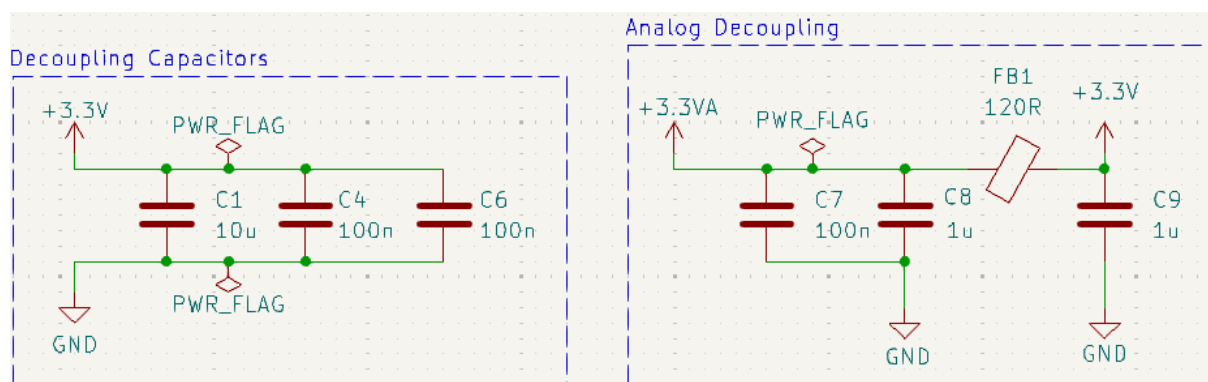 Decoupling Capacitors
+3.3V
PWR_FLAG
C1
10u
C4
100n
C6
100n
PWR_FLAG
GND
Analog Decoupling
+3.3VA
PWR_FLAG
FB1
120R
+3.3V
C7
100n
C8
1u
C9
1u
GND
GND